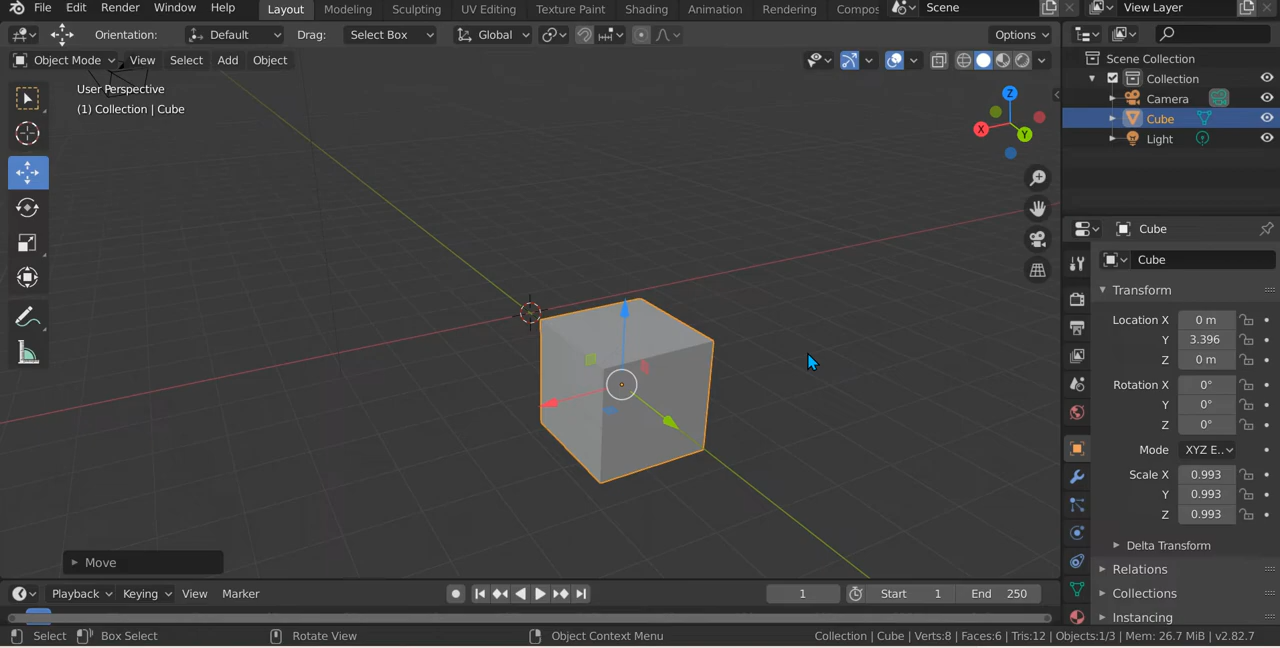 File Edit Render Window Help Layout Modeling Sculpting UV Editing Texture Paint Shading Animation Rendering Compos Scene View Layer
Orientation: Default Drag: Select Box Global Options
Object Mode View Select Add Object
User Perspective
(1) Collection | Cube
Z
X
Y
Move
Scene Collection
Collection
Camera
Cube
Light
Cube
Cube
Transform
Location X 0 m
Y 3.396
Z 0 m
Rotation X 0°
Y 0°
Z 0°
Mode XYZ E..
Scale X 0.993
Y 0.993
Z 0.993
Delta Transform
Relations
Collections
Instancing
Playback Keying View Marker 1 Start 1 End 250
Select Box Select Rotate View Object Context Menu Collection | Cube | Verts:8 | Faces:6 | Tris:12 | Objects:1/3 | Mem: 26.7 MiB | v2.82.7